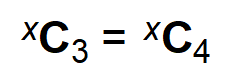 ˣC₃ = ˣC₄